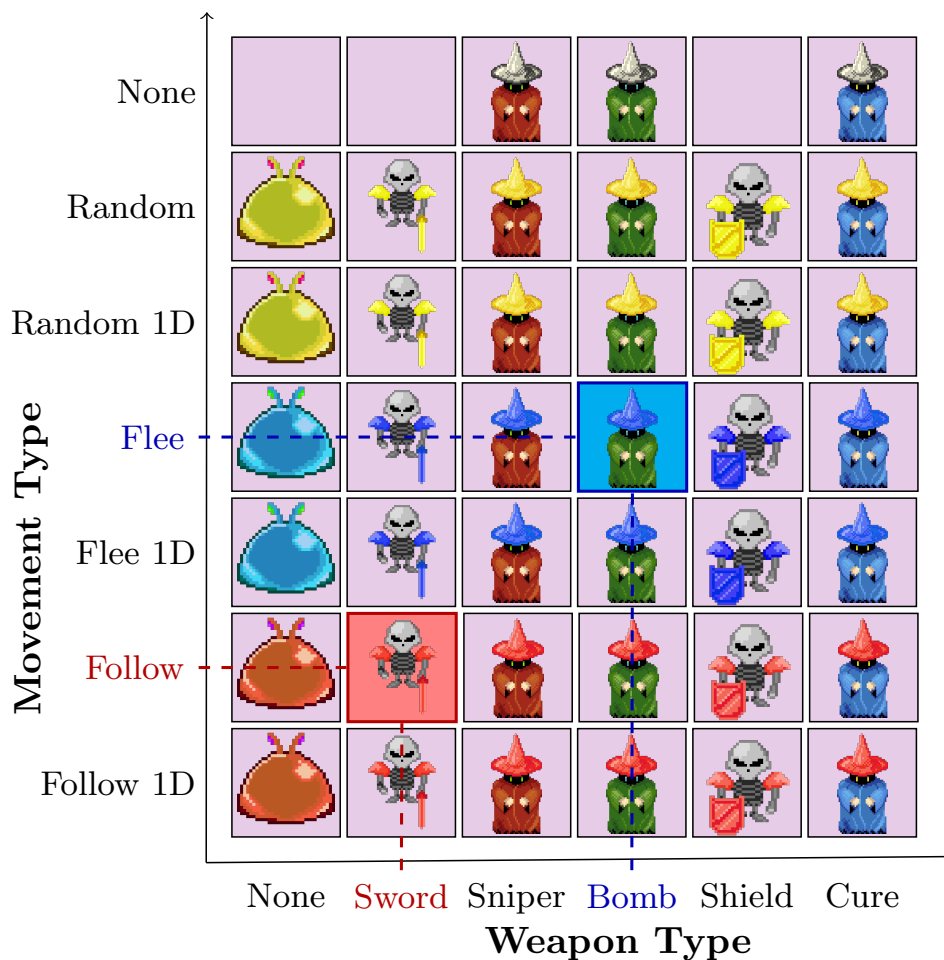 None
Random
Random 1D
Flee
Flee 1D
Follow
Follow 1D
Movement Type
None Sword Sniper Bomb Shield Cure
Weapon Type